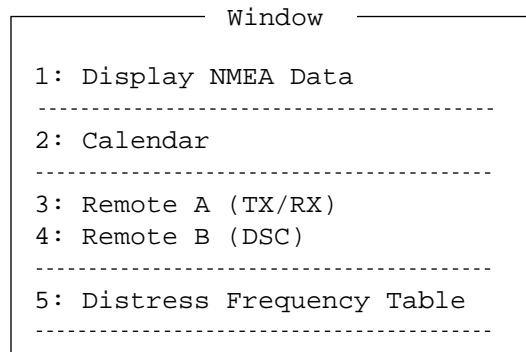 Window
1: Display NMEA Data
2: Calendar
3: Remote A (TX/RX)
4: Remote B (DSC)
5: Distress Frequency Table